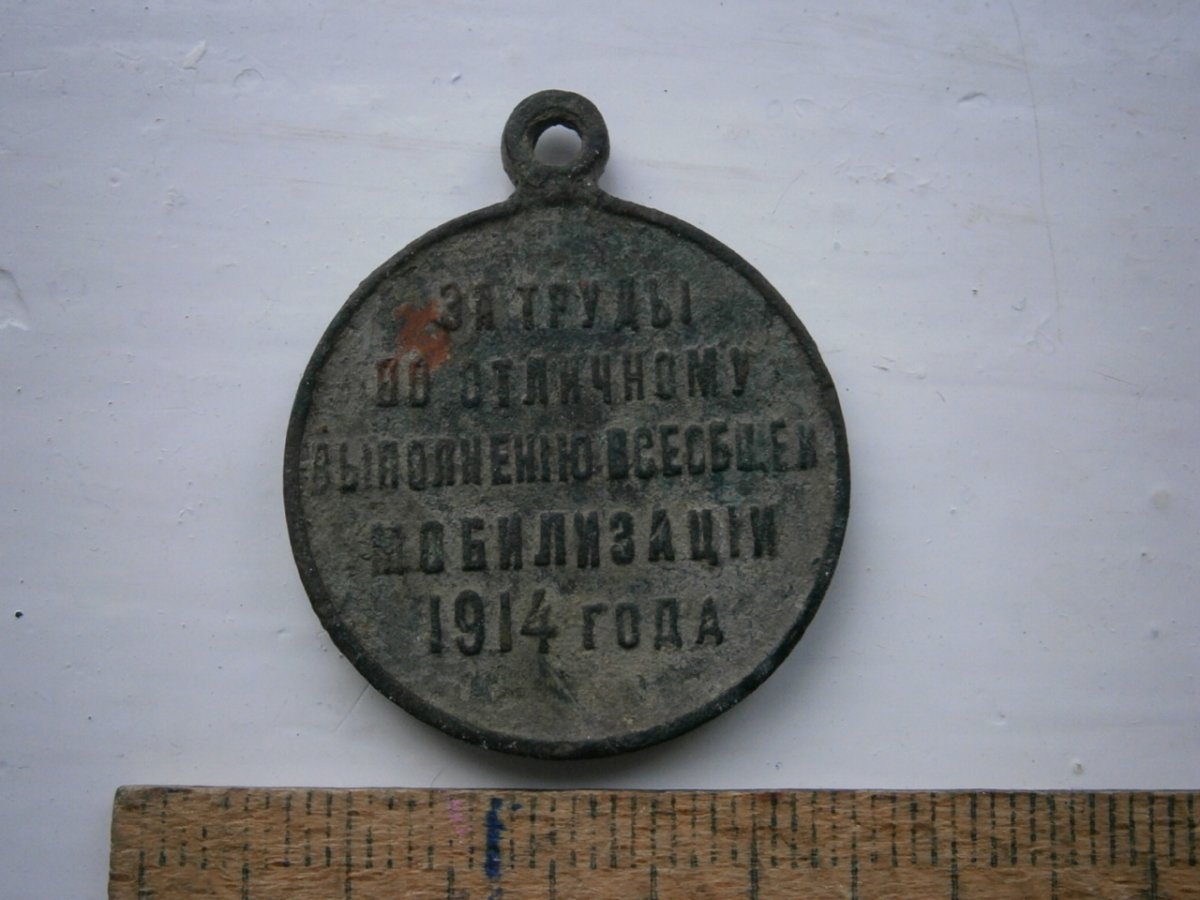 ЗА ТРУДЫ
ПО ОТЛИЧНОМУ
ВЫПОЛНЕНІЮ ВСЕОБЩЕЙ
МОБИЛИЗАЦІИ
1914 ГОДА